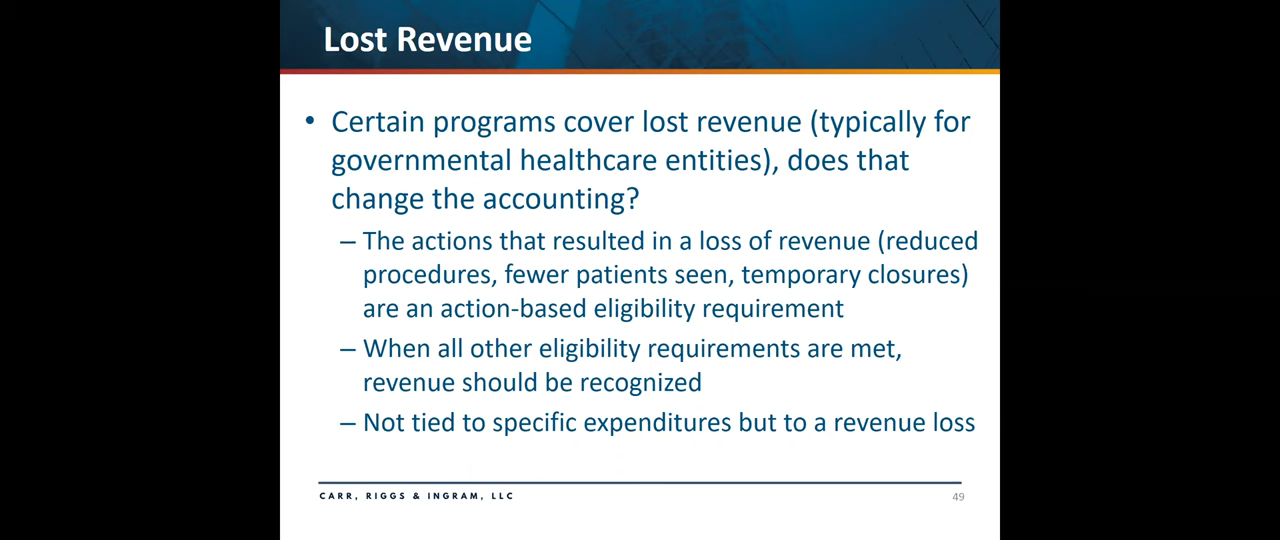 Lost Revenue
• Certain programs cover lost revenue (typically for
governmental healthcare entities), does that
change the accounting?
– The actions that resulted in a loss of revenue (reduced
procedures, fewer patients seen, temporary closures)
are an action-based eligibility requirement
– When all other eligibility requirements are met,
revenue should be recognized
– Not tied to specific expenditures but to a revenue loss
CARR, RIGGS & INGRAM, LLC
49